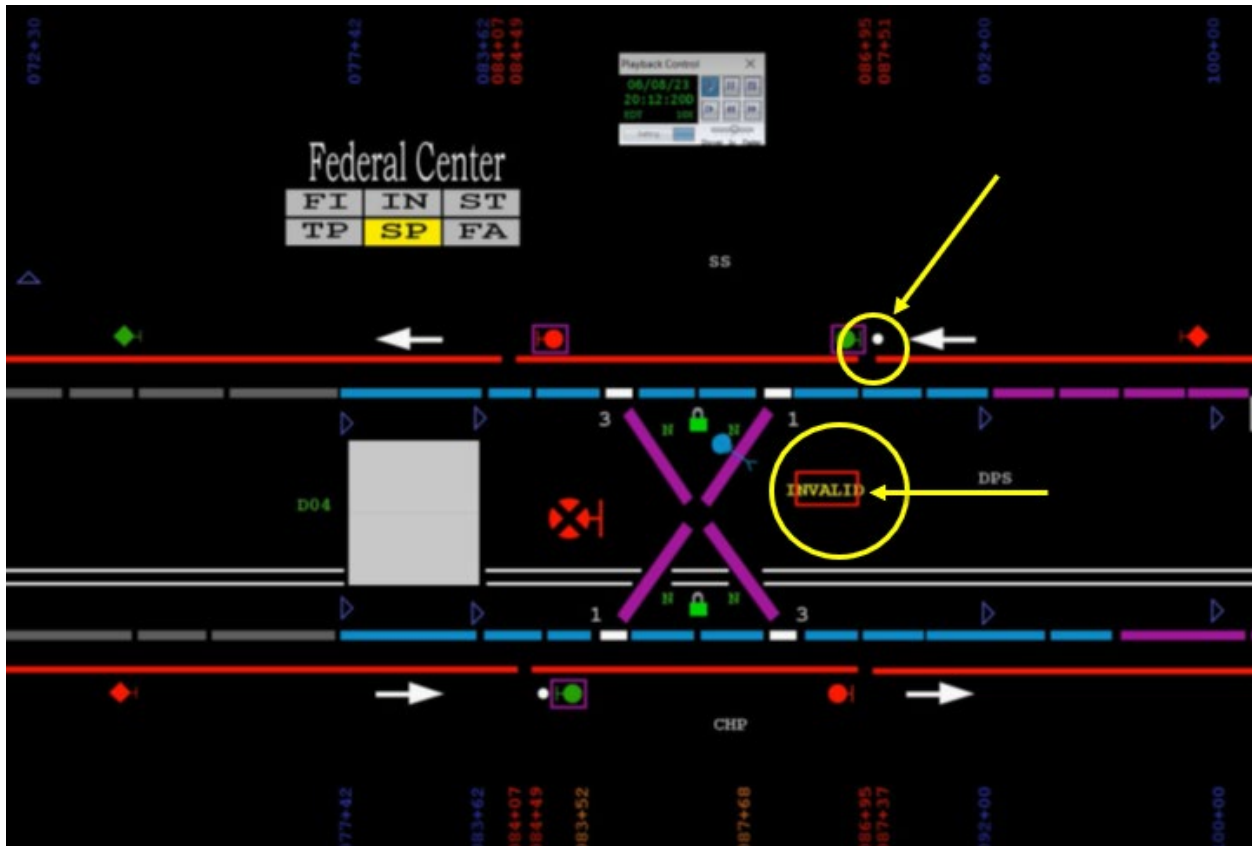 072+30
077+42
083+62
084+07
084+49
086+95
087+51
092+00
100+00
Playback Control
06/08/23
20:12:20D
EDT 10X
Federal Center
FI IN ST
TP SP FA
SS
3 N N 1
INVALID
DPS
D04
1 N N 3
CHP
077+42
083+62
084+07
084+49
083+52
087+68
086+95
087+37
092+00